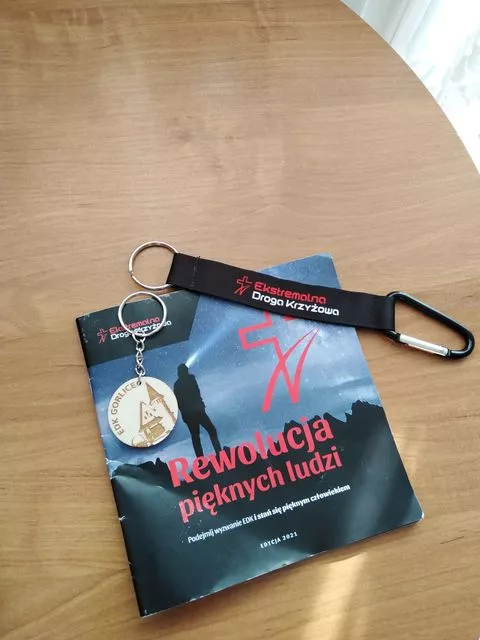 Ekstremalna
Droga Krzyżowa
Ekstremalna
Droga Krzyżowa
EDK GORLICE
Rewolucja
pięknych ludzi
Podejmij wyzwanie EDK i stań się pięknym człowiekiem
EDYCJA 2021